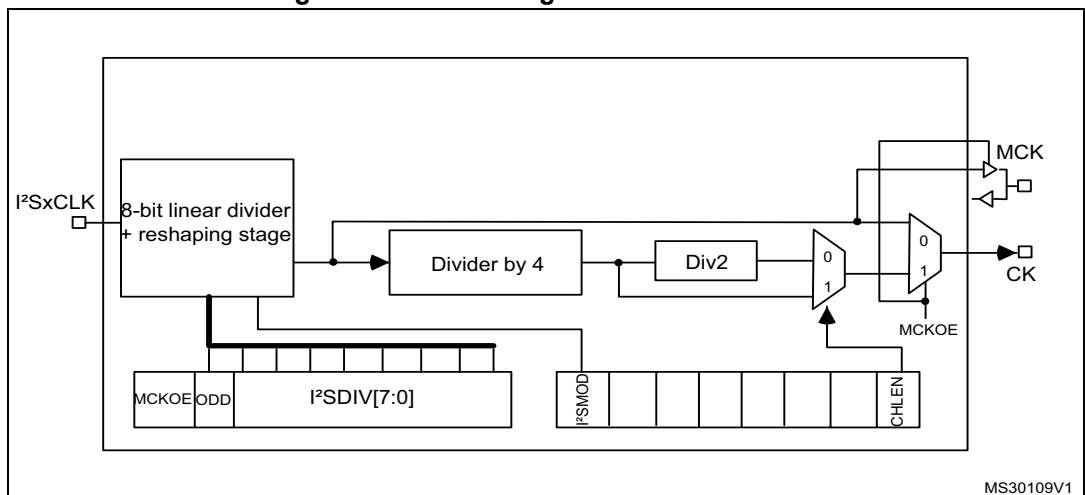 MCK
I²SxCLK
8-bit linear divider
+ reshaping stage
0
Divider by 4
Div2
0
1
1
CK
MCKOE
MCKOE
ODD
I²SDIV[7:0]
I²SMOD
CHLEN
MS30109V1